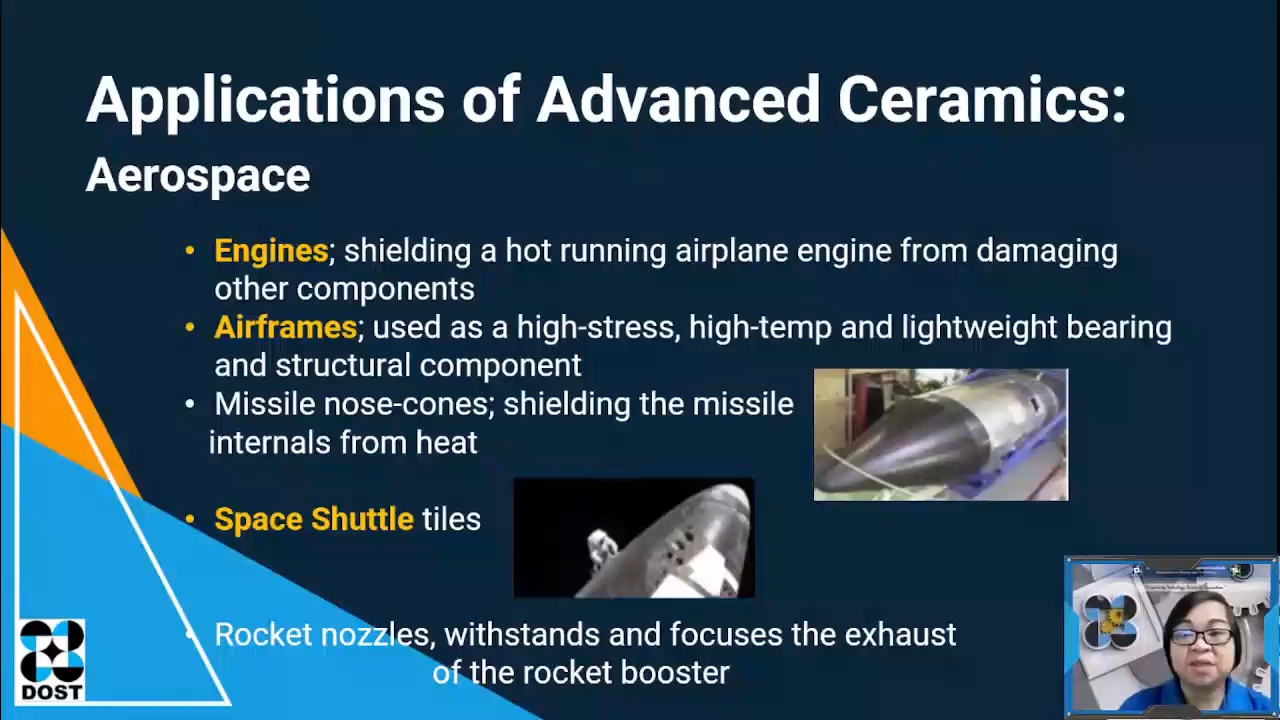 Applications of Advanced Ceramics:
Aerospace
• Engines; shielding a hot running airplane engine from damaging
other components
• Airframes; used as a high-stress, high-temp and lightweight bearing
and structural component
• Missile nose-cones; shielding the missile
internals from heat
• Space Shuttle tiles
• Rocket nozzles, withstands and focuses the exhaust
of the rocket booster
DOST